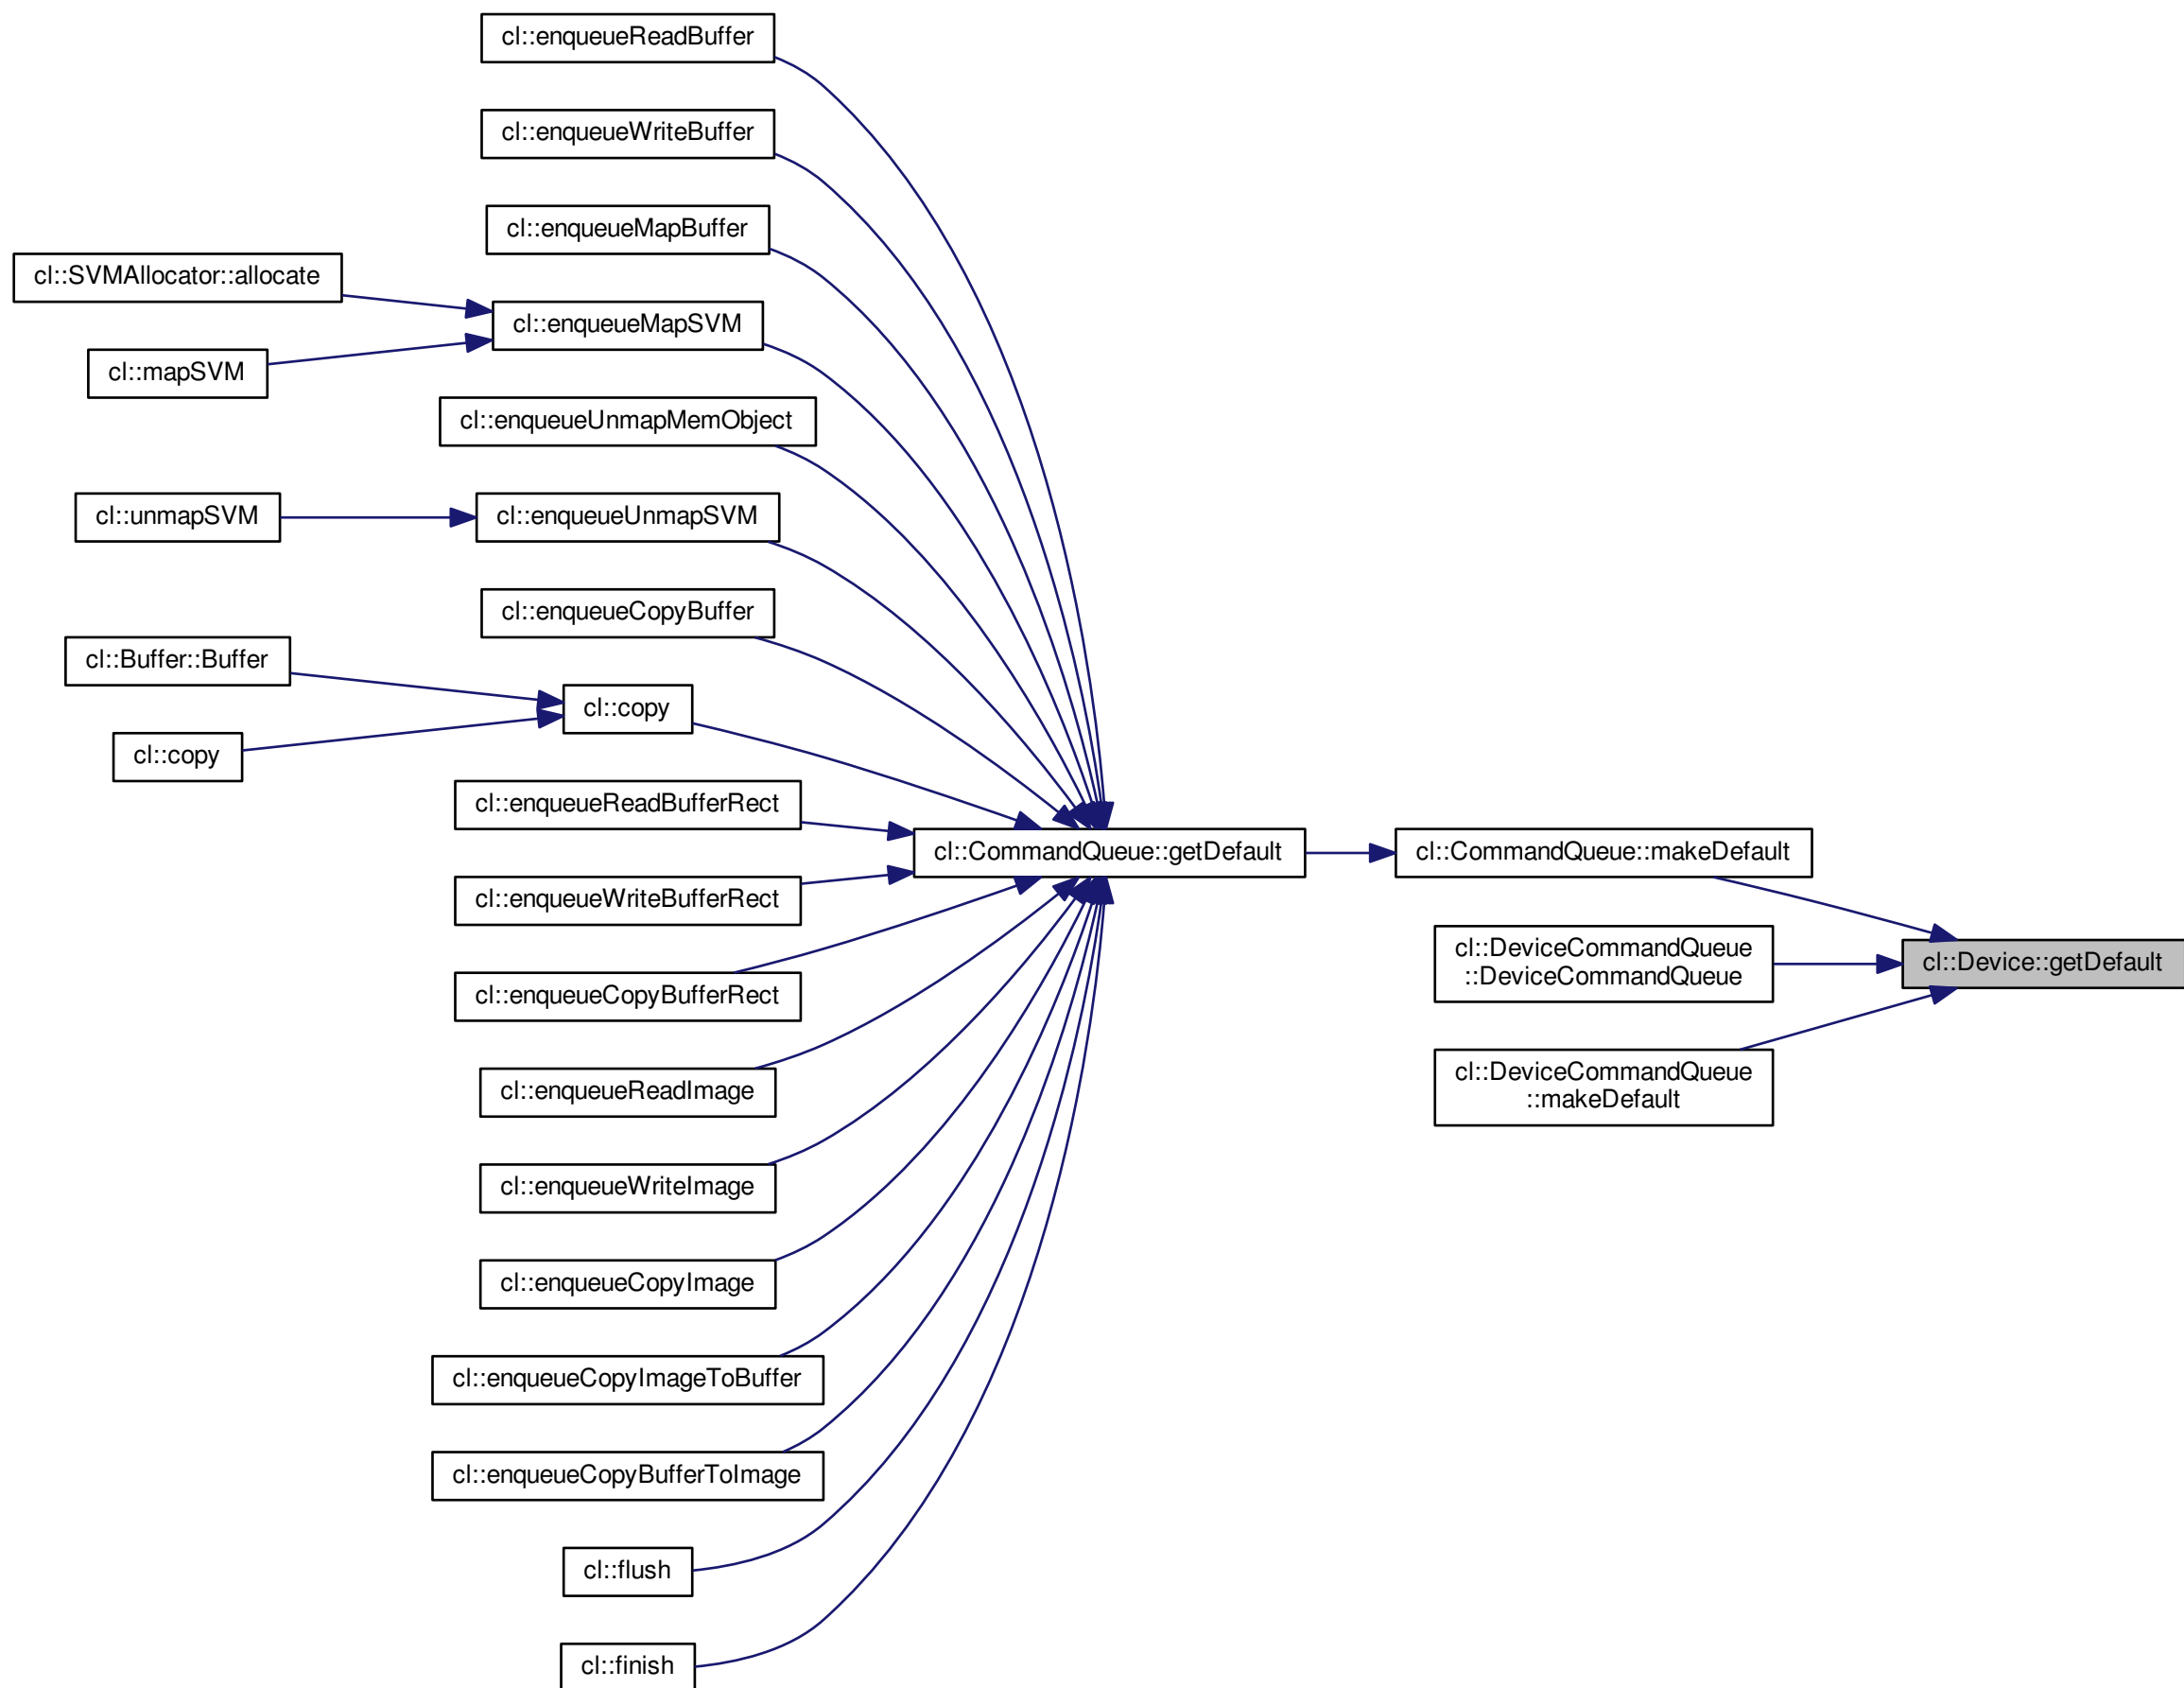 cl::enqueueReadBuffer
cl::enqueueWriteBuffer
cl::enqueueMapBuffer
cl::SVMAllocator::allocate
cl::enqueueMapSVM
cl::mapSVM
cl::enqueueUnmapMemObject
cl::unmapSVM
cl::enqueueUnmapSVM
cl::enqueueCopyBuffer
cl::Buffer::Buffer
cl::copy
cl::copy
cl::enqueueReadBufferRect
cl::CommandQueue::getDefault
cl::CommandQueue::makeDefault
cl::enqueueWriteBufferRect
cl::DeviceCommandQueue
::DeviceCommandQueue
cl::Device::getDefault
cl::enqueueCopyBufferRect
cl::DeviceCommandQueue
::makeDefault
cl::enqueueReadImage
cl::enqueueWriteImage
cl::enqueueCopyImage
cl::enqueueCopyImageToBuffer
cl::enqueueCopyBufferToImage
cl::flush
cl::finish